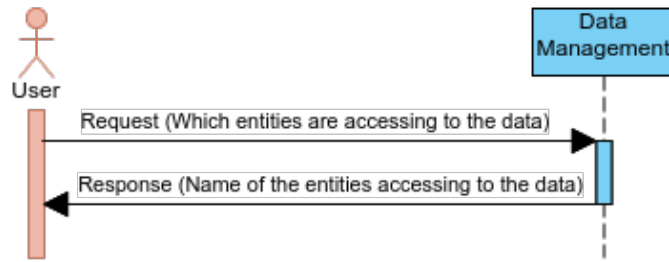 Data
Management
User
Request (Which entities are accessing to the data)
Response (Name of the entities accessing to the data)